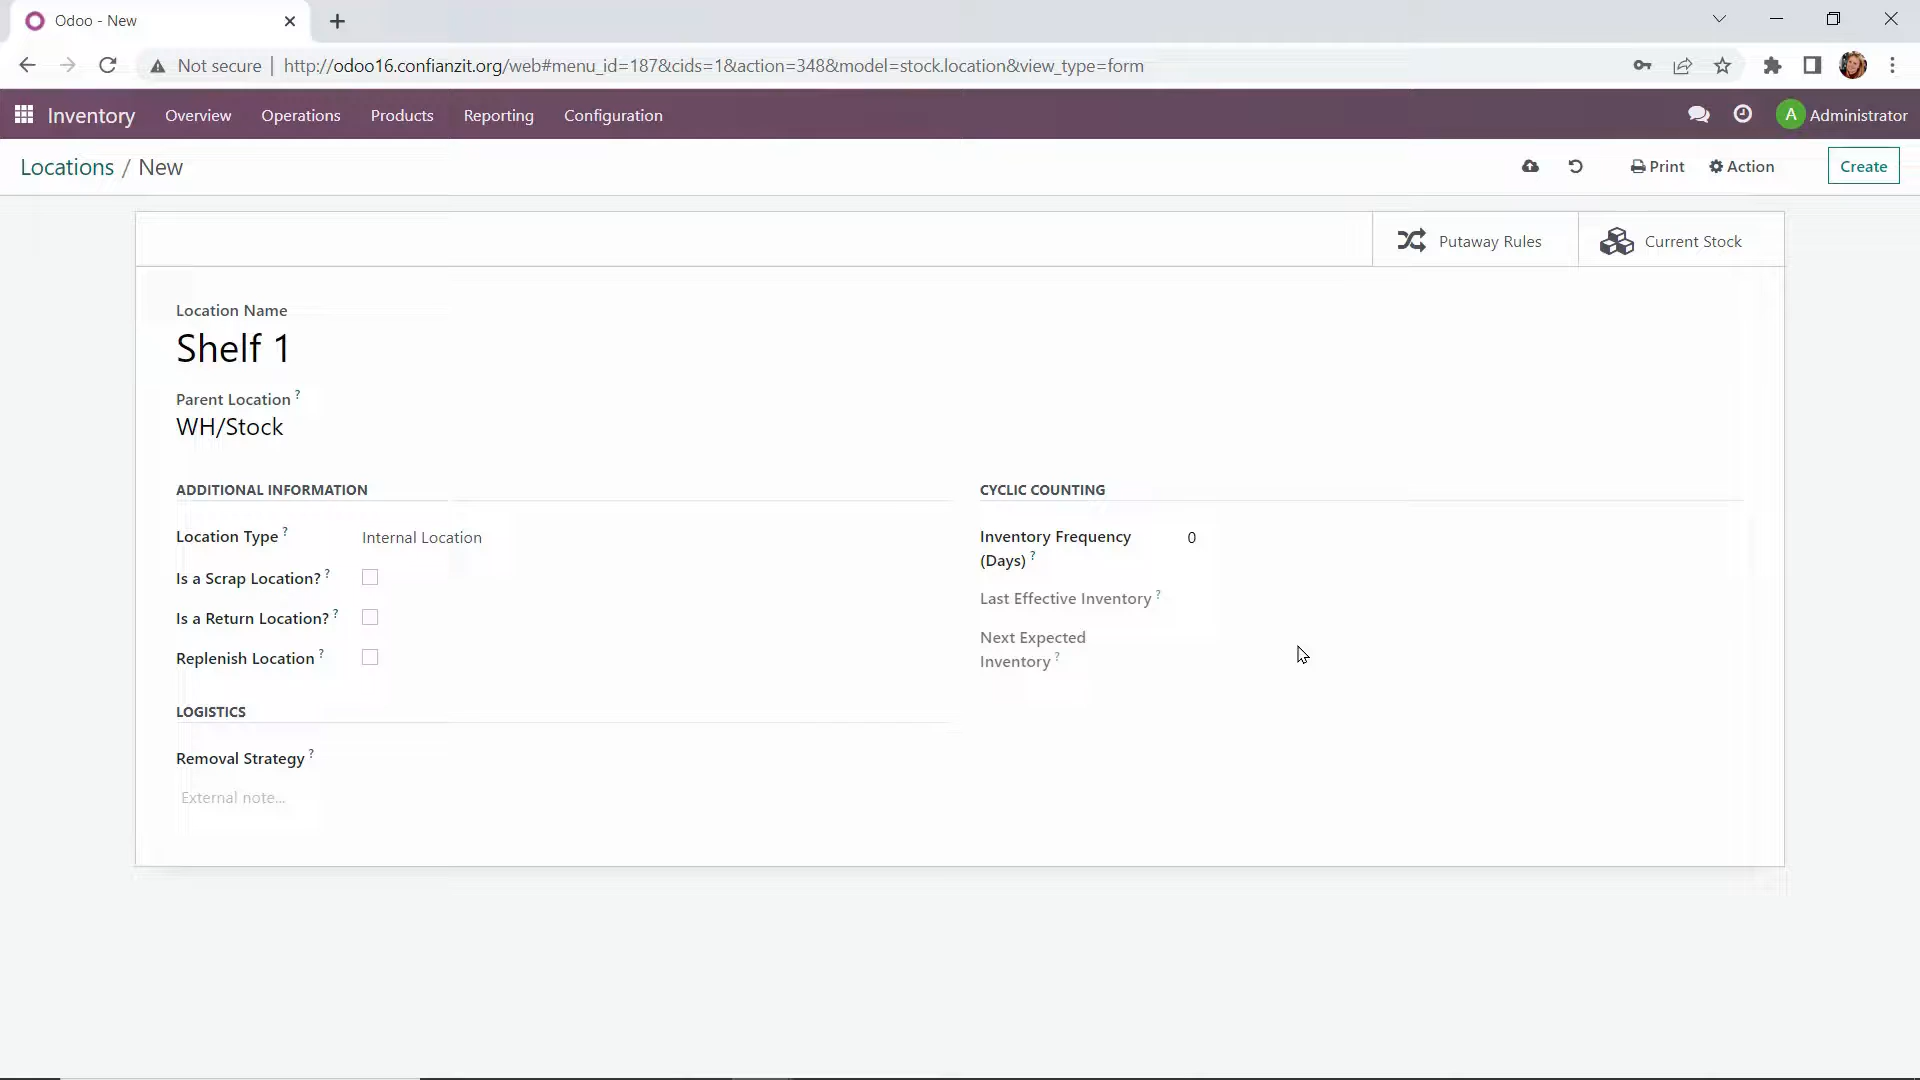 Odoo - New
Not secure | http://odoo16.confianzit.org/web#menu_id=187&cids=1&action=348&model=stock.location&view_type=form
Inventory Overview Operations Products Reporting Configuration A Administrator
Locations / New Print Action Create
Putaway Rules Current Stock
Location Name
Shelf 1
Parent Location ?
WH/Stock
ADDITIONAL INFORMATION
Location Type ? Internal Location
Is a Scrap Location? ?
Is a Return Location? ?
Replenish Location ?
LOGISTICS
Removal Strategy ?
External note...
CYCLIC COUNTING
Inventory Frequency 0
(Days) ?
Last Effective Inventory ?
Next Expected
Inventory ?